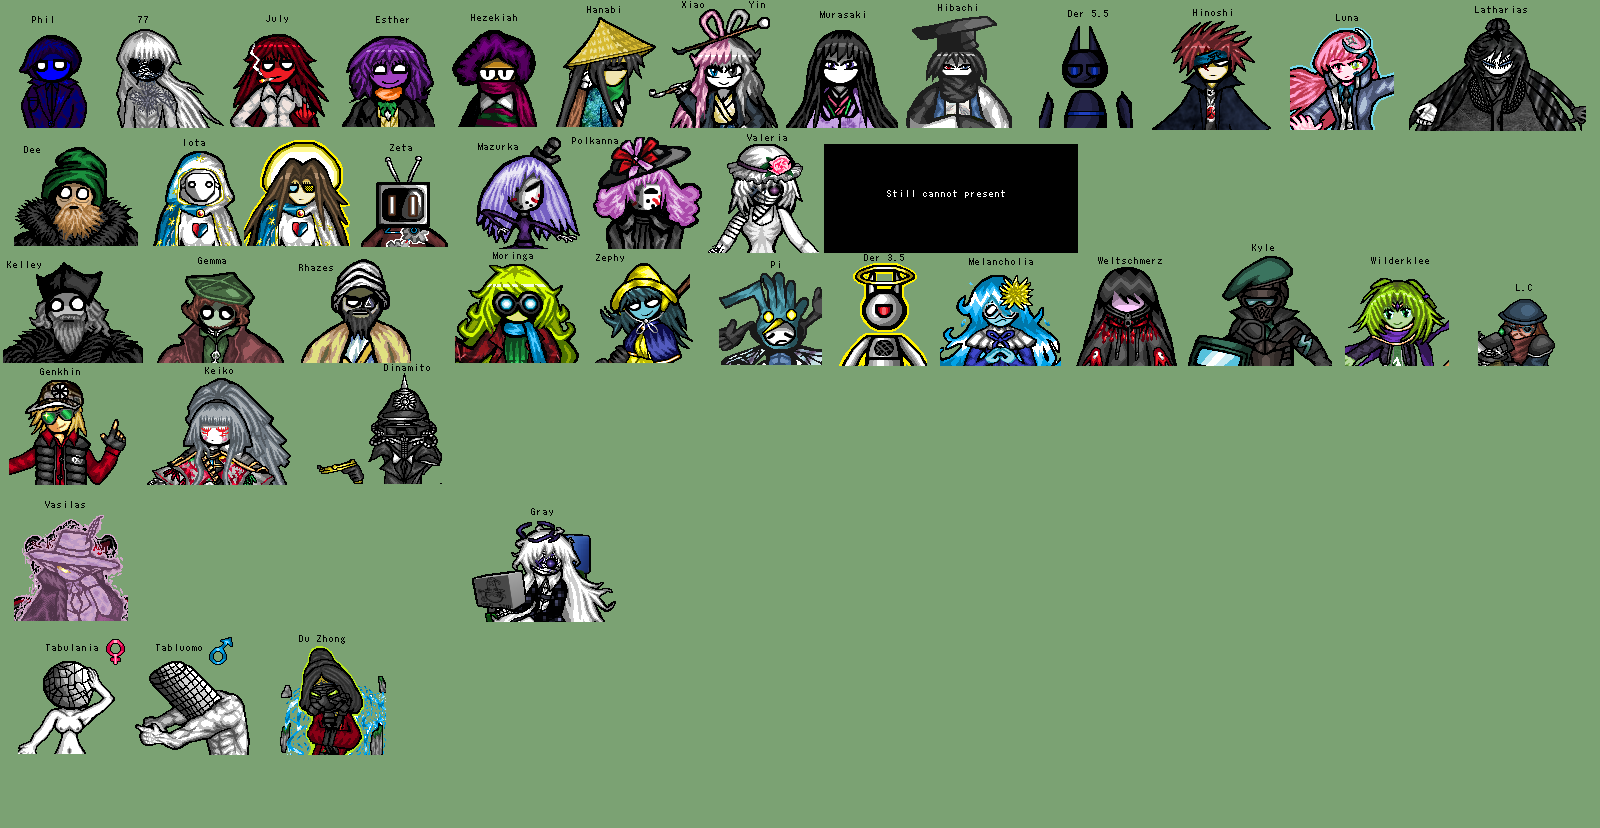 Phil
77
July
Esther
Hezekiah
Hanabi
Xiao
Yin
Murasaki
Hibachi
Der 5.5
Hinoshi
Luna
Latharias
Dee
Iota
Zeta
Mazurka
Polkanna
Valeria
Still cannot present
Kelley
Gemma
Rhazes
Moringa
Zephy
Pi
Der 3.5
Melancholia
Weltschmerz
Kyle
Wilderklee
L.C
Genkhin
Keiko
Dinamito
Vasilas
Gray
Tabulania
Tabluomo
Du Zhong